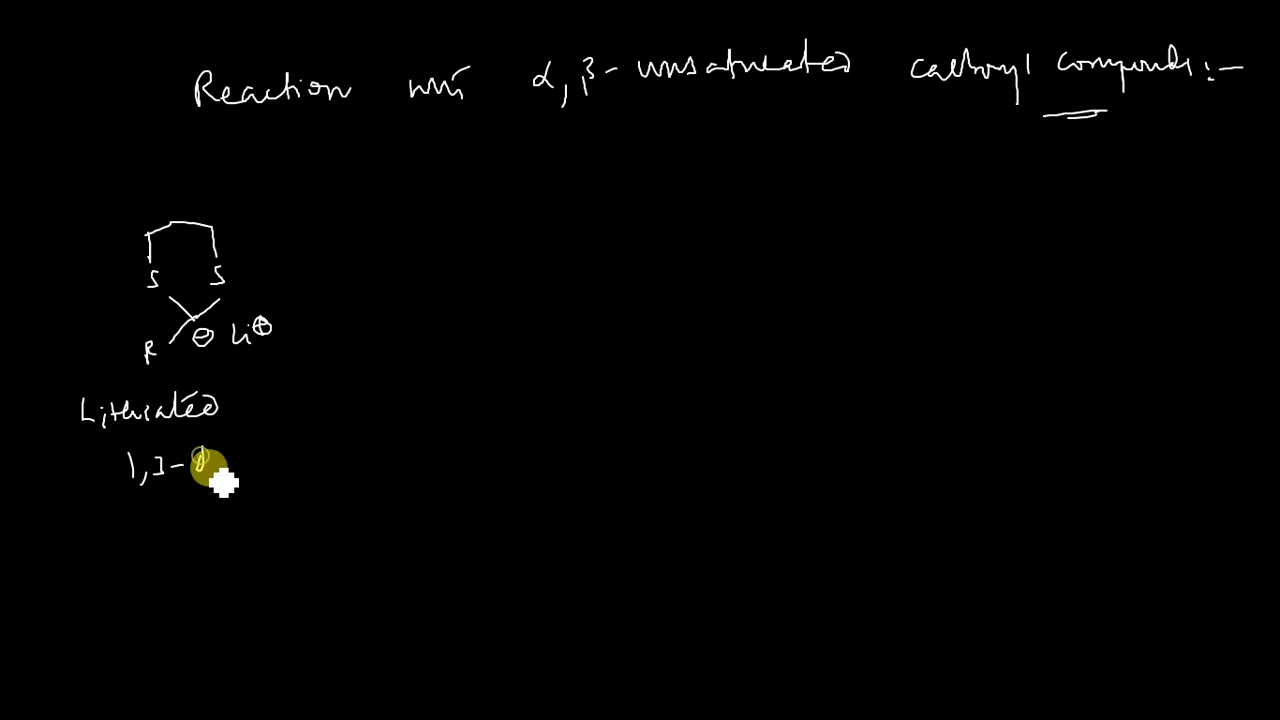 Reaction with α, β- unsaturated carbonyl compounds :-
S S
R ⊖ Li⊕
Lithiated
1,3- d